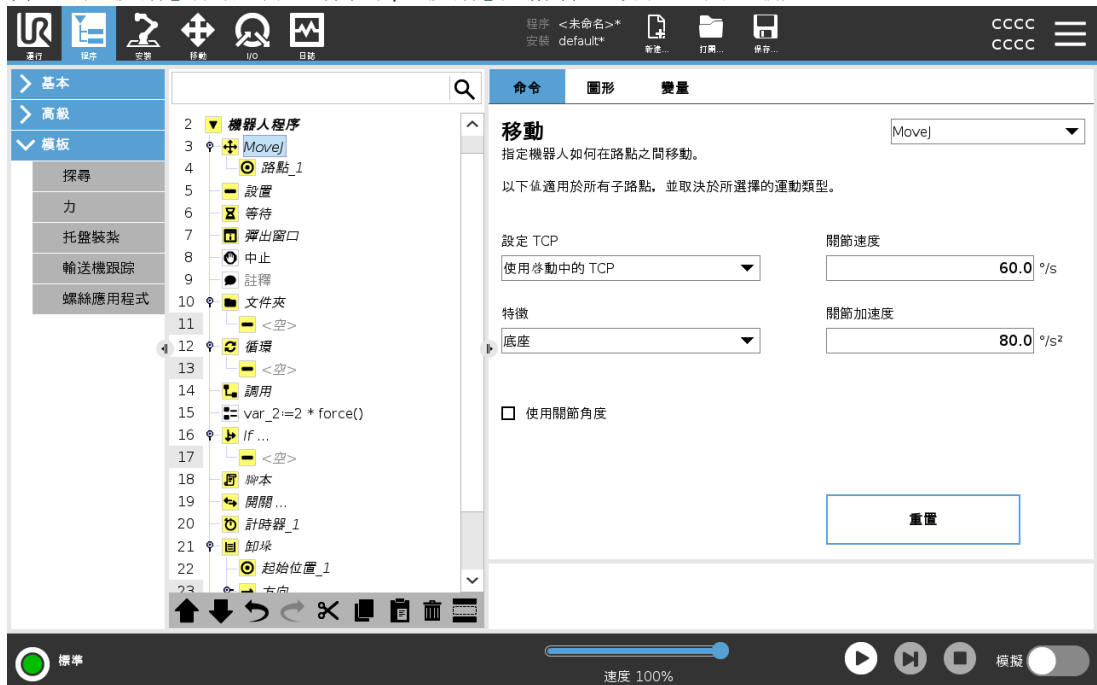 程序 <未命名>*
安裝 default*
CCCC
CCCC
運行
程序
安裝
移動
I/O
日誌
新建...
打開...
保存...
基本
高級
模板
探尋
力
托盤裝紮
輸送機跟踪
螺絲應用程式
2 機器人程序
3 MoveJ
4 路點_1
5 設置
6 等待
7 彈出窗口
8 中止
9 註釋
10 文件夾
11 <空>
12 循環
13 <空>
14 調用
15 var_2:=2 * force()
16 If ...
17 <空>
18 腳本
19 開關 ...
20 計時器_1
21 卸垛
22 起始位置_1
23 方向
命令
圖形
變量
移動
MoveJ
指定機器人如何在路點之間移動。
以下值適用於所有子路點，並取決於所選擇的運動類型。
設定 TCP
關節速度
使用啓動中的 TCP
60.0 °/s
特徵
關節加速度
底座
80.0 °/s²
使用關節角度
重置
標準
速度 100%
模擬